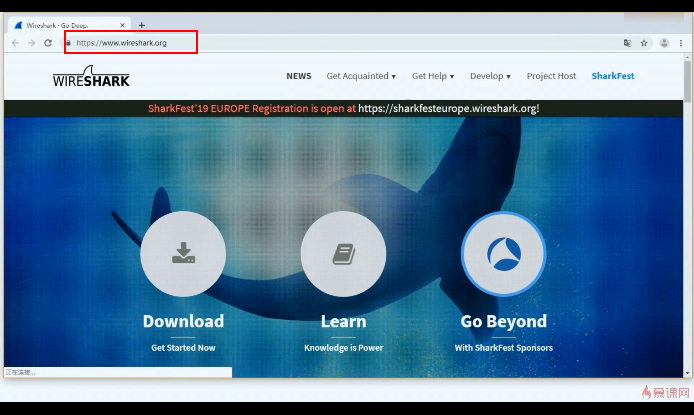 Wireshark · Go Deep.
https://www.wireshark.org
WIRESHARK
NEWS Get Acquainted ▾ Get Help ▾ Develop ▾ Project Host SharkFest
SharkFest'19 EUROPE Registration is open at https://sharkfesteurope.wireshark.org!
Download
Get Started Now
Learn
Knowledge is Power
Go Beyond
With SharkFest Sponsors
正在连接...
慕课网